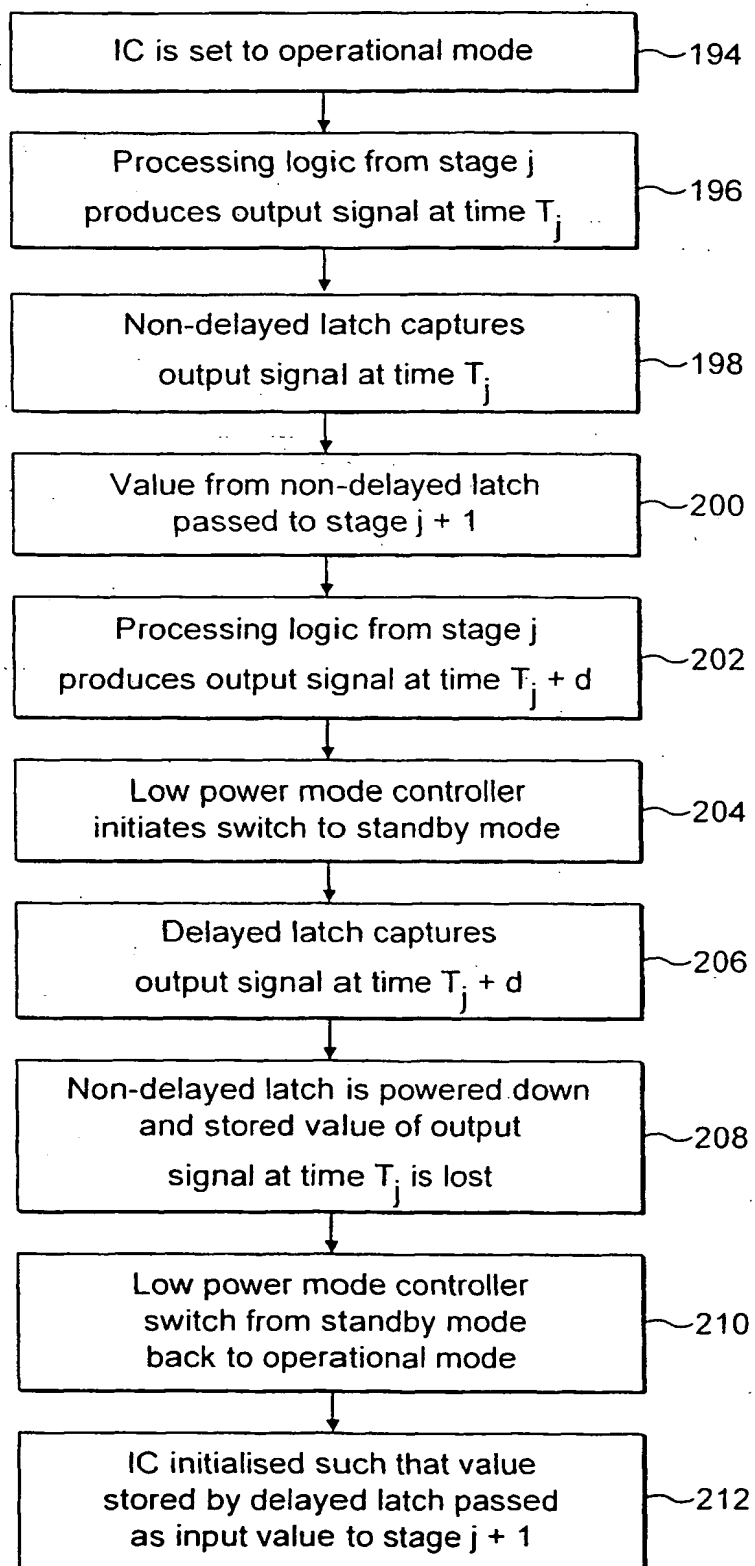 IC is set to operational mode
194
Processing logic from stage j
produces output signal at time Tj
196
Non-delayed latch captures
output signal at time Tj
198
Value from non-delayed latch
passed to stage j + 1
200
Processing logic from stage j
produces output signal at time Tj + d
202
Low power mode controller
initiates switch to standby mode
204
Delayed latch captures
output signal at time Tj + d
206
Non-delayed latch is powered down
and stored value of output
signal at time Tj is lost
208
Low power mode controller
switch from standby mode
back to operational mode
210
IC initialised such that value
stored by delayed latch passed
as input value to stage j + 1
212